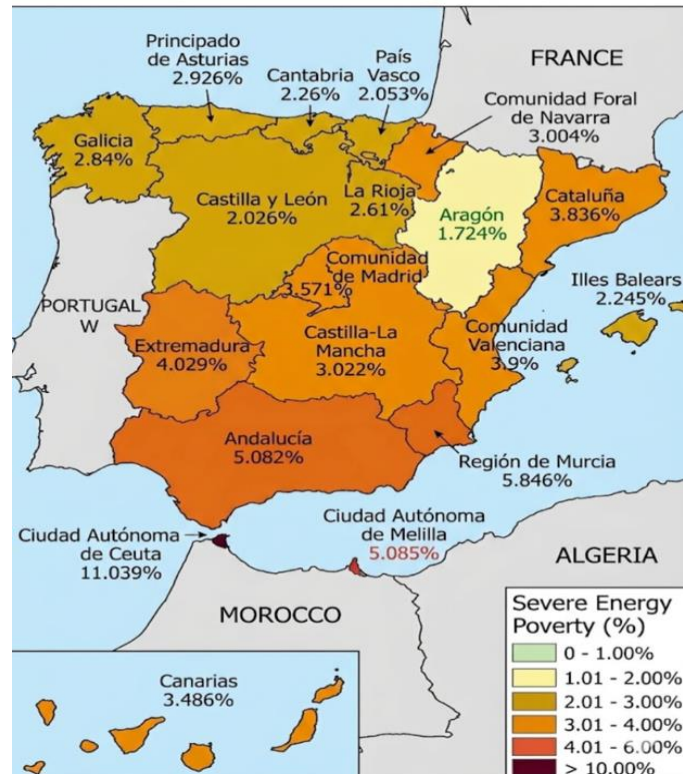 Principado
de Asturias
2.926%
Cantabria
2.26%
País
Vasco
2.053%
FRANCE
Comunidad Foral
de Navarra
3.004%
Galicia
2.84%
Castilla y León
2.026%
La Rioja
2.61%
Aragón
1.724%
Cataluña
3.836%
Comunidad
de Madrid
3.571%
Illes Balears
2.245%
PORTUGAL
W
Extremadura
4.029%
Castilla-La
Mancha
3.022%
Comunidad
Valenciana
3.9%
Andalucía
5.082%
Región de Murcia
5.846%
Ciudad Autónoma
de Ceuta
11.039%
Ciudad Autónoma
de Melilla
5.085%
ALGERIA
MOROCCO
Canarias
3.486%
Severe Energy
Poverty (%)
0 - 1.00%
1.01 - 2.00%
2.01 - 3.00%
3.01 - 4.00%
4.01 - 6.00%
> 10.00%